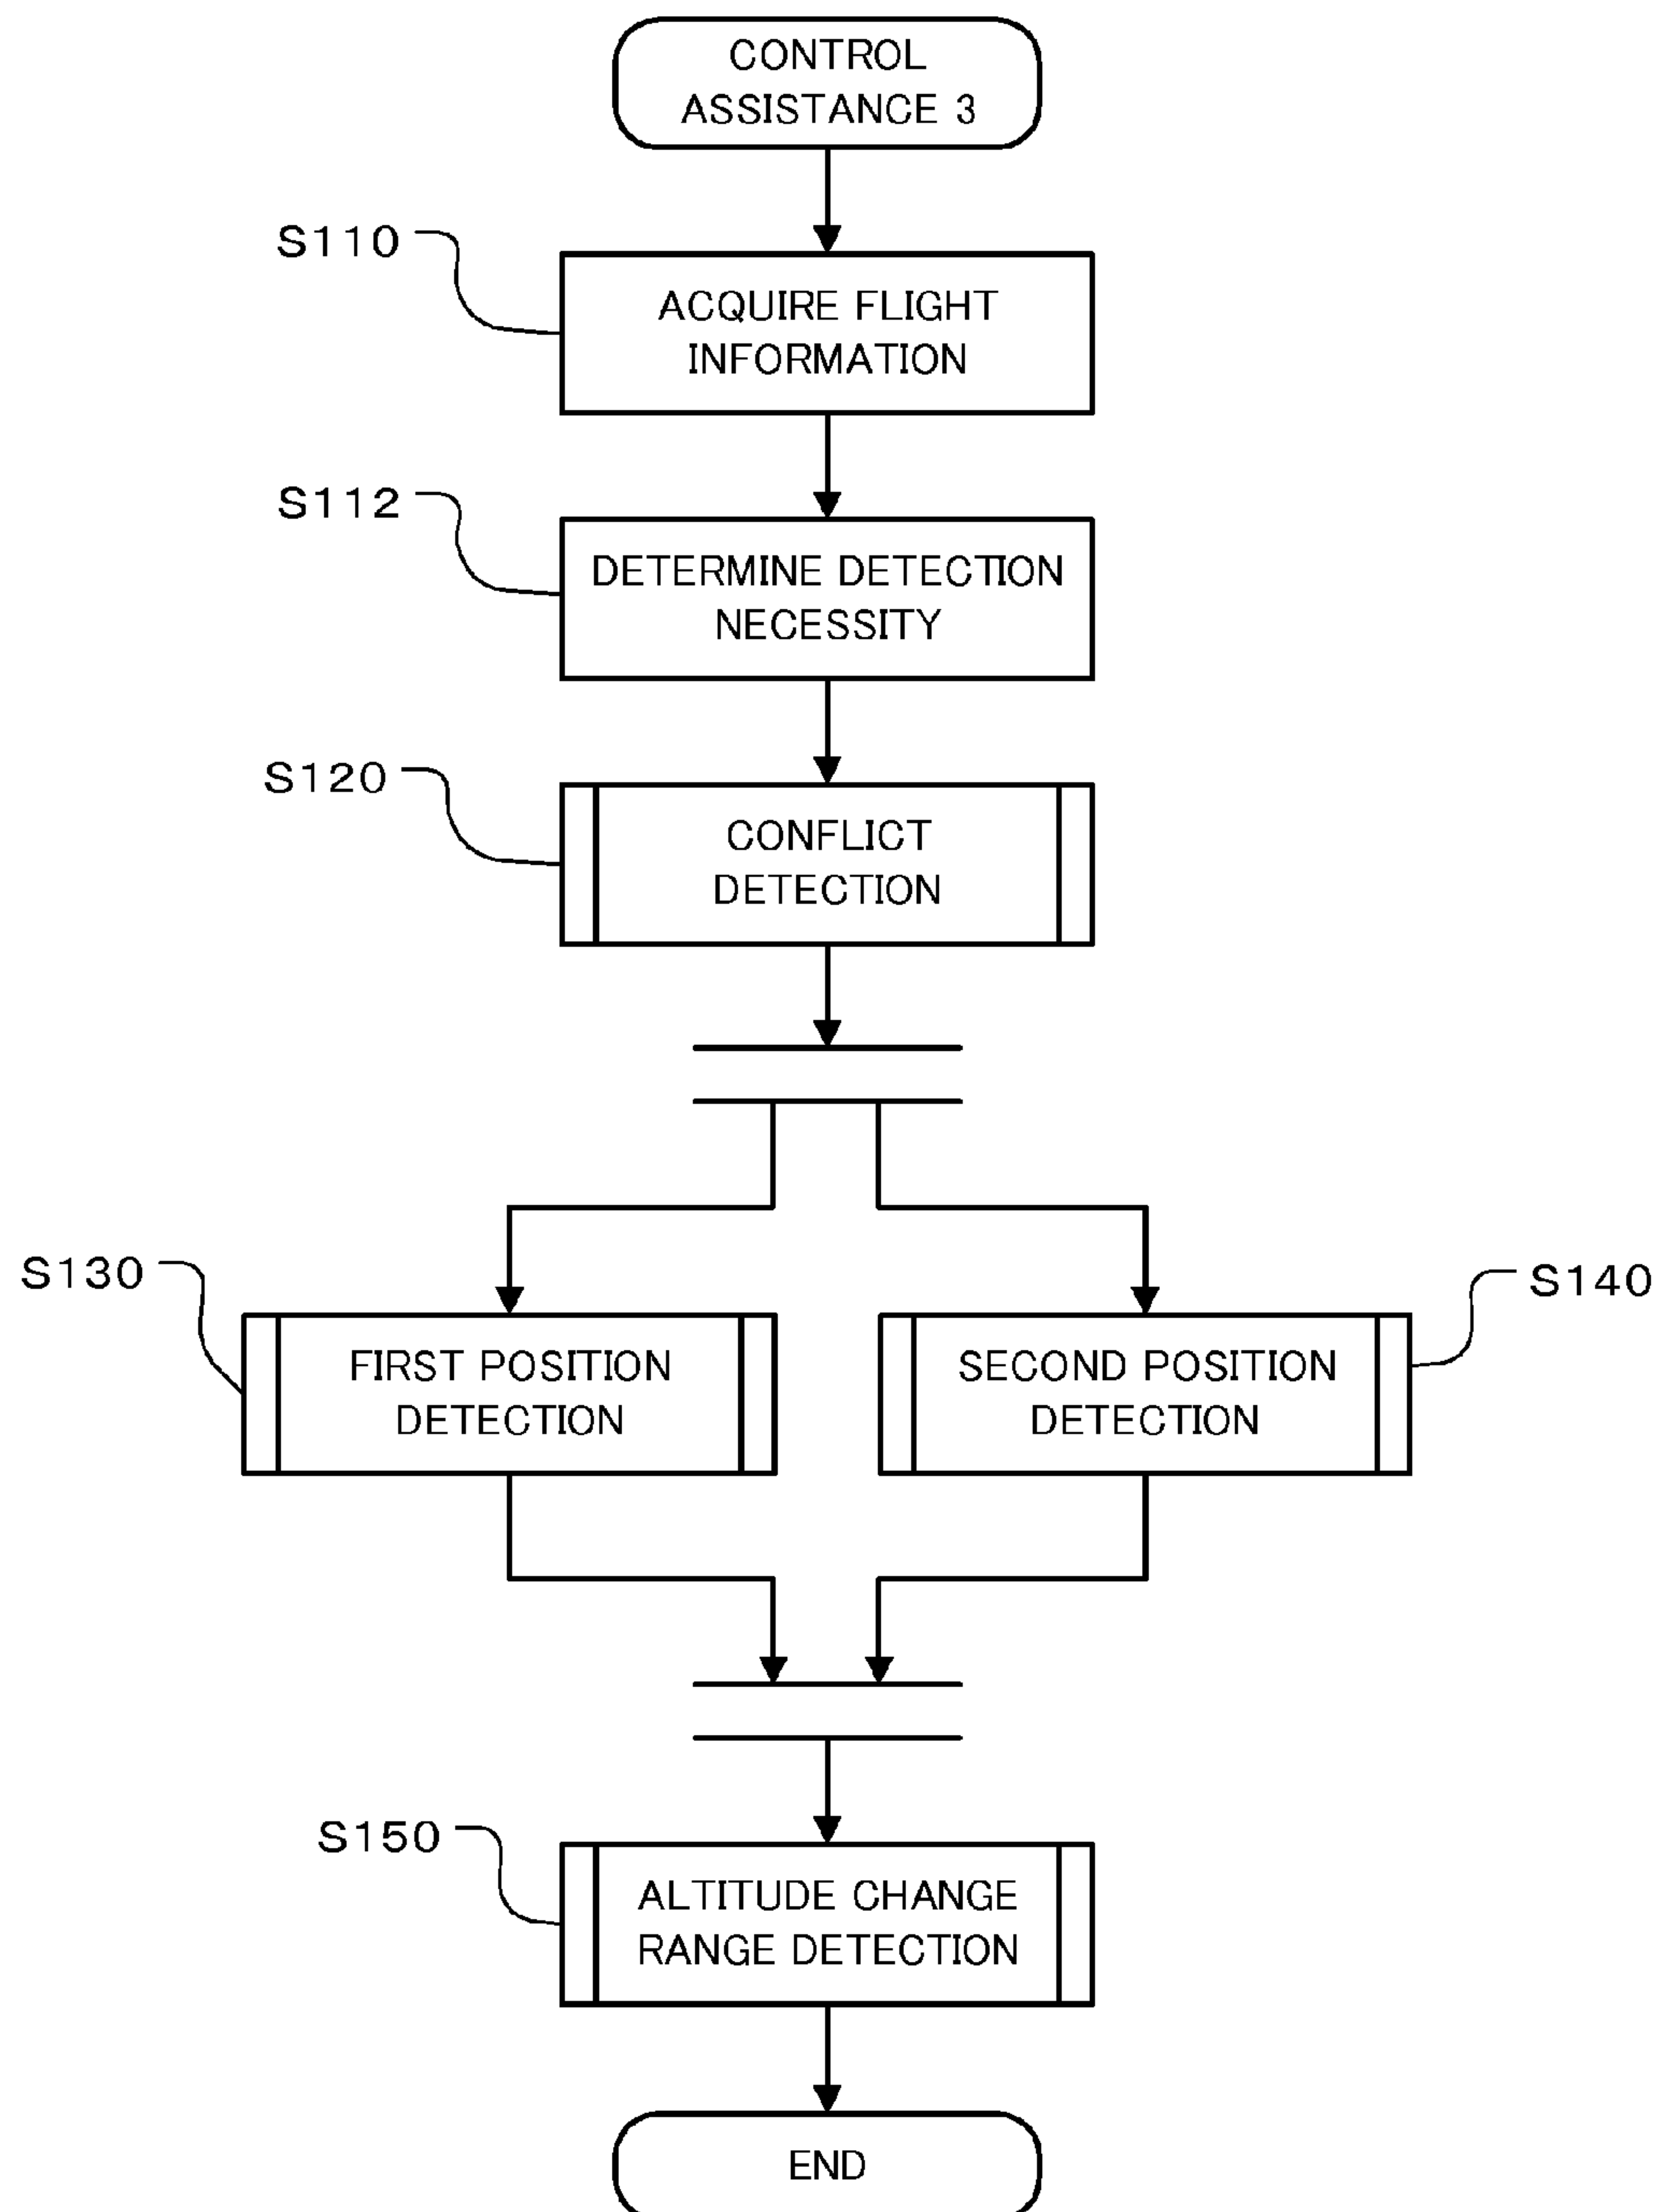 CONTROL
ASSISTANCE 3
S110
ACQUIRE FLIGHT
INFORMATION
S112
DETERMINE DETECTION
NECESSITY
S120
CONFLICT
DETECTION
S130
FIRST POSITION
DETECTION
S140
SECOND POSITION
DETECTION
S150
ALTITUDE CHANGE
RANGE DETECTION
END